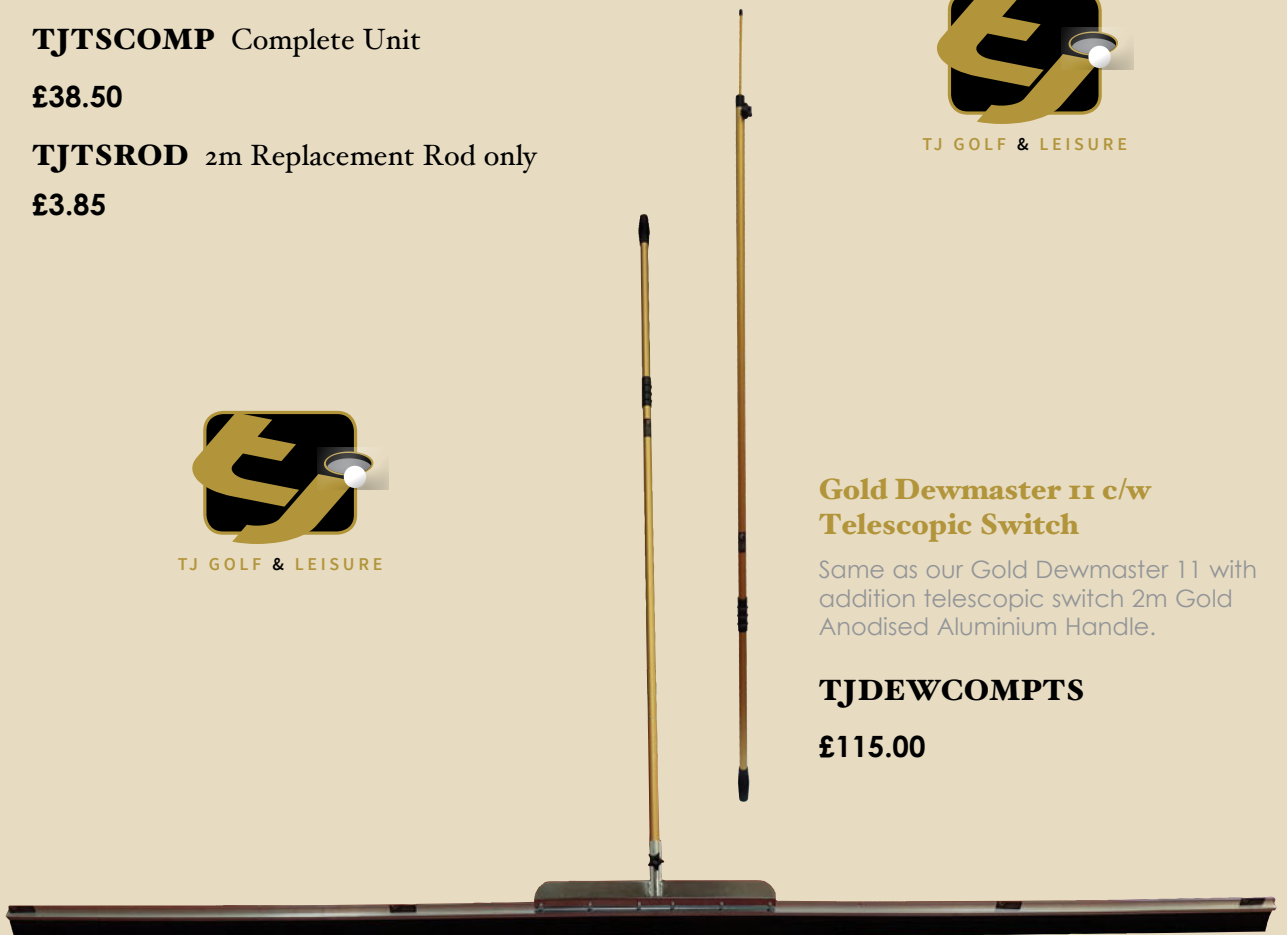 TJTSCOMP Complete Unit
£38.50
TJTSROD 2m Replacement Rod only
£3.85
TJ GOLF & LEISURE
TJ GOLF & LEISURE
Gold Dewmaster 11 c/w
Telescopic Switch
Same as our Gold Dewmaster 11 with
addition telescopic switch 2m Gold
Anodised Aluminium Handle.
TJDEWCOMPTS
£115.00